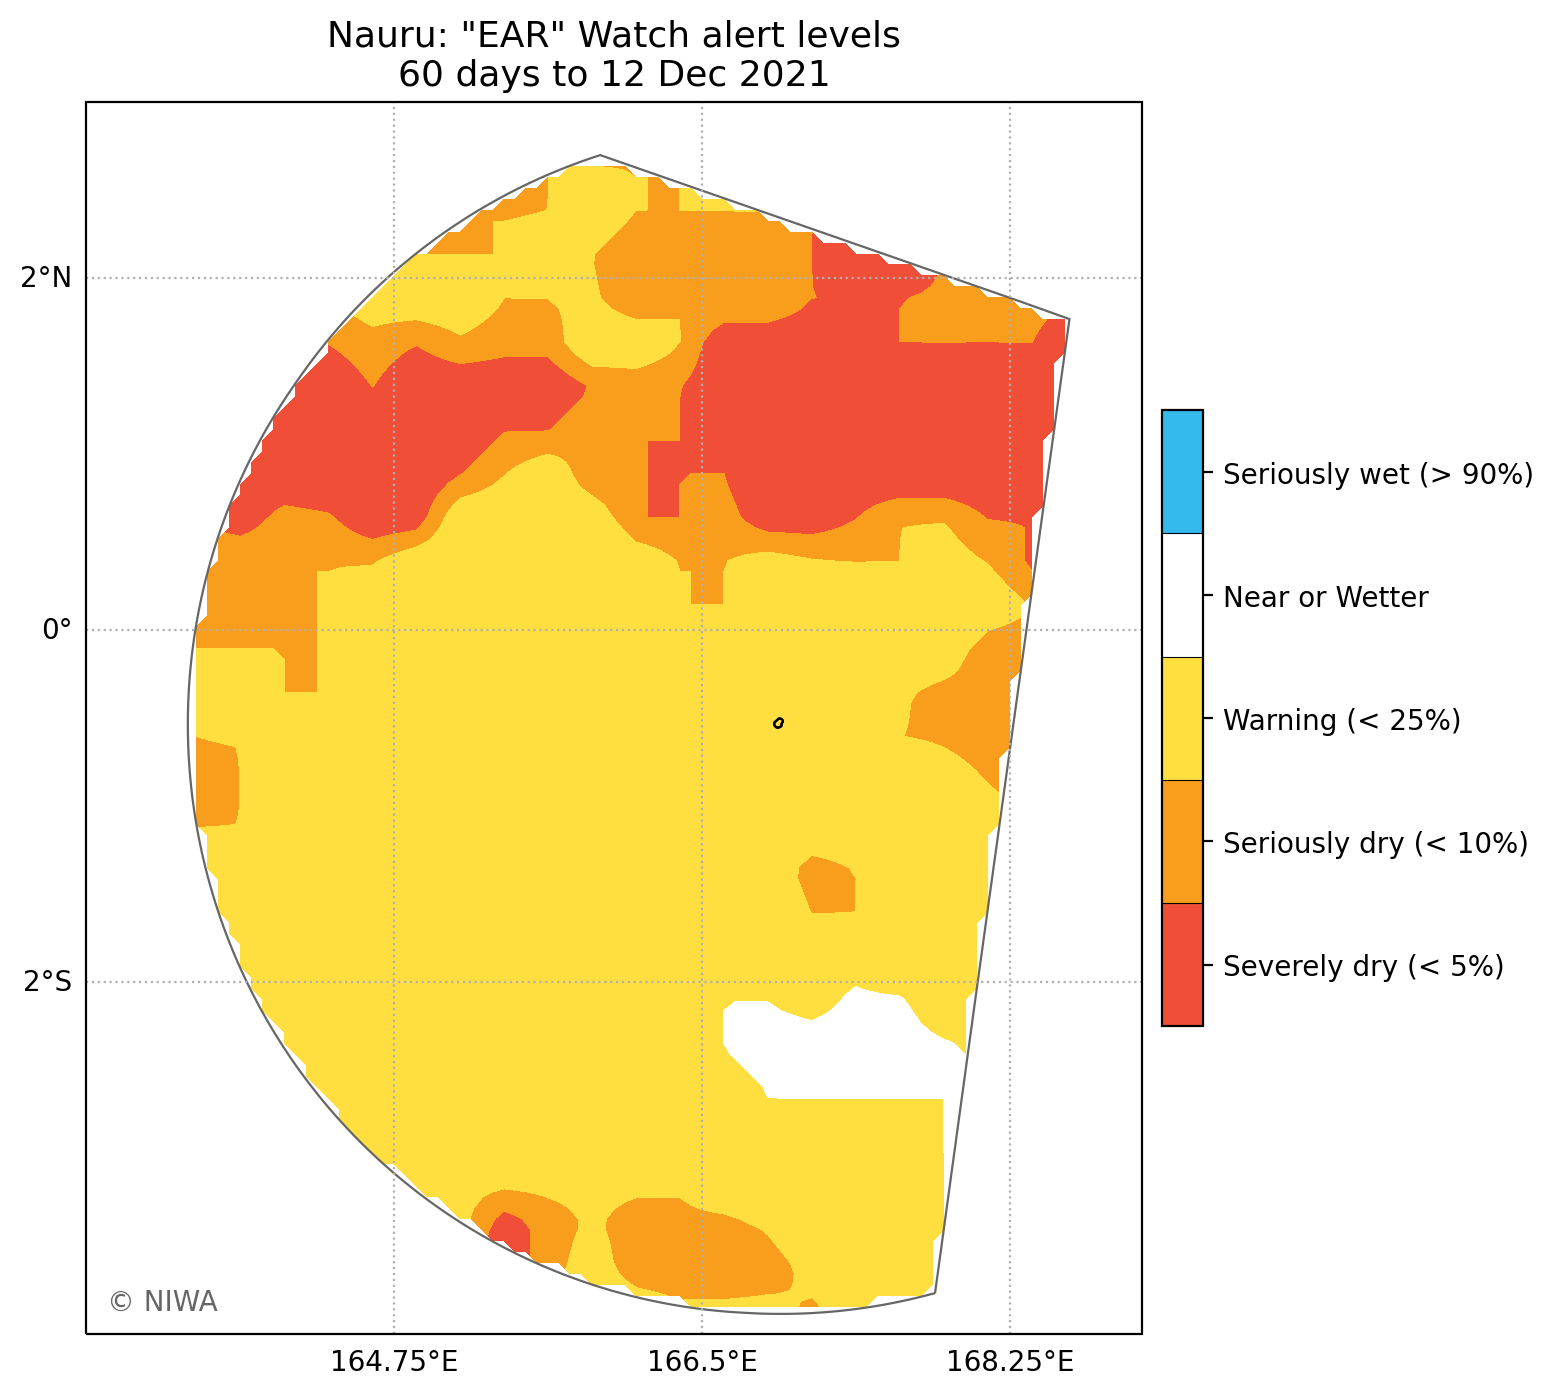 Nauru: "EAR" Watch alert levels
60 days to 12 Dec 2021
2°N
0°
2°S
164.75°E
166.5°E
168.25°E
Seriously wet (> 90%)
Near or Wetter
Warning (< 25%)
Seriously dry (< 10%)
Severely dry (< 5%)
© NIWA